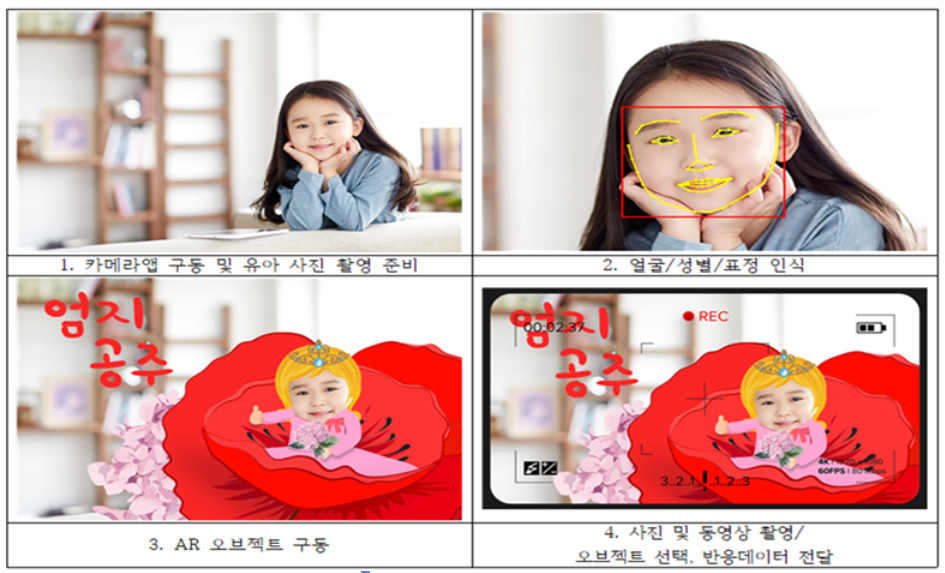 1. 카메라앱 구동 및 유아 사진 촬영 준비
2. 얼굴/성별/표정 인식
엄지
공주
3. AR 오브젝트 구동
엄지
00:02:37
REC
공주
60FPS
3..2..1..1..2..3
4. 사진 및 동영상 촬영/
오브젝트 선택, 반응데이터 전달